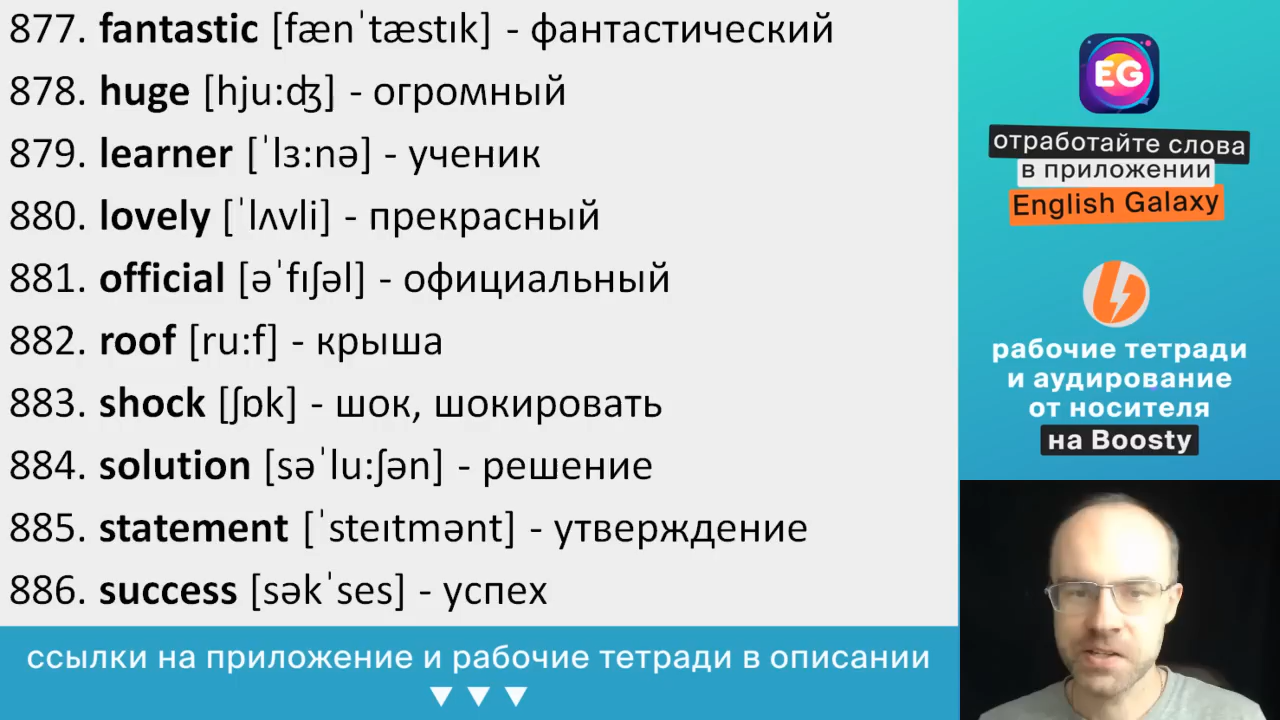 877. fantastic [fænˈtæstɪk] - фантастический
878. huge [hju:ʤ] - огромный
879. learner [ˈlɜ:nə] - ученик
880. lovely [ˈlʌvli] - прекрасный
881. official [əˈfɪʃəl] - официальный
882. roof [ru:f] - крыша
883. shock [ʃɒk] - шок, шокировать
884. solution [səˈlu:ʃən] - решение
885. statement [ˈsteɪtmənt] - утверждение
886. success [səkˈses] - успех
ссылки на приложение и рабочие тетради в описании
EG
отработайте слова
в приложении
English Galaxy
рабочие тетради
и аудирование
от носителя
на Boosty